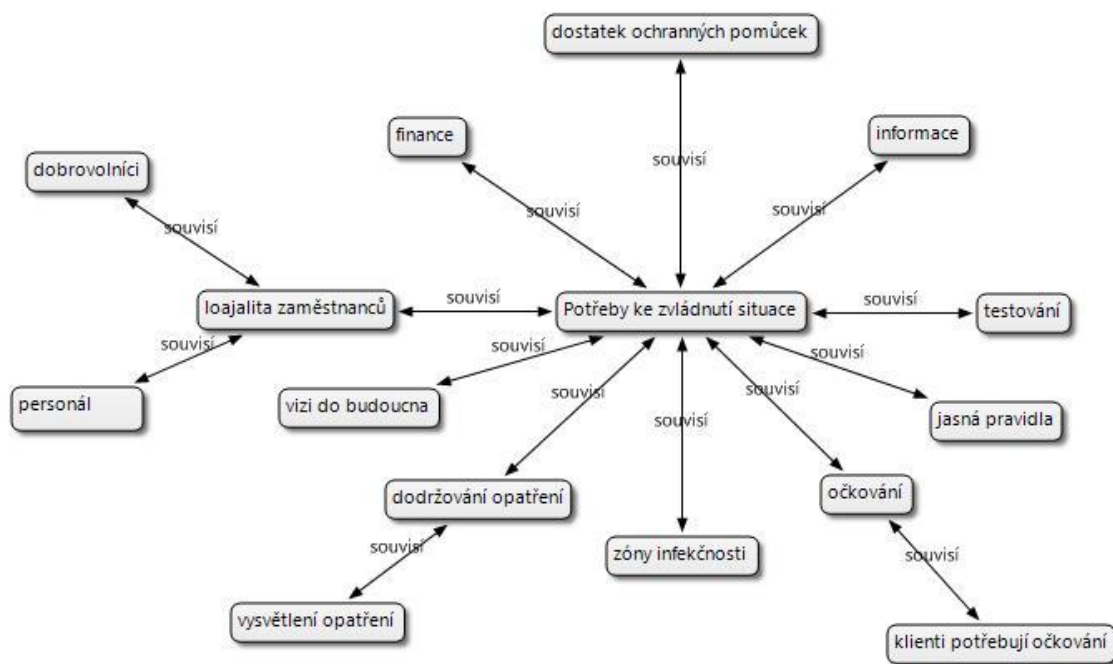 dostatek ochranných pomůcek
finance
informace
souvisí
dobrovolníci
souvisí
souvisí
souvisí
loajalita zaměstnanců
souvisí
Potřeby ke zvládnutí situace
souvisí
testování
souvisí
souvisí
souvisí
personál
vizi do budoucna
souvisí
souvisí
souvisí
jasná pravidla
dodržování opatření
očkování
souvisí
zóny infekčnosti
souvisí
vysvětlení opatření
klienti potřebují očkování